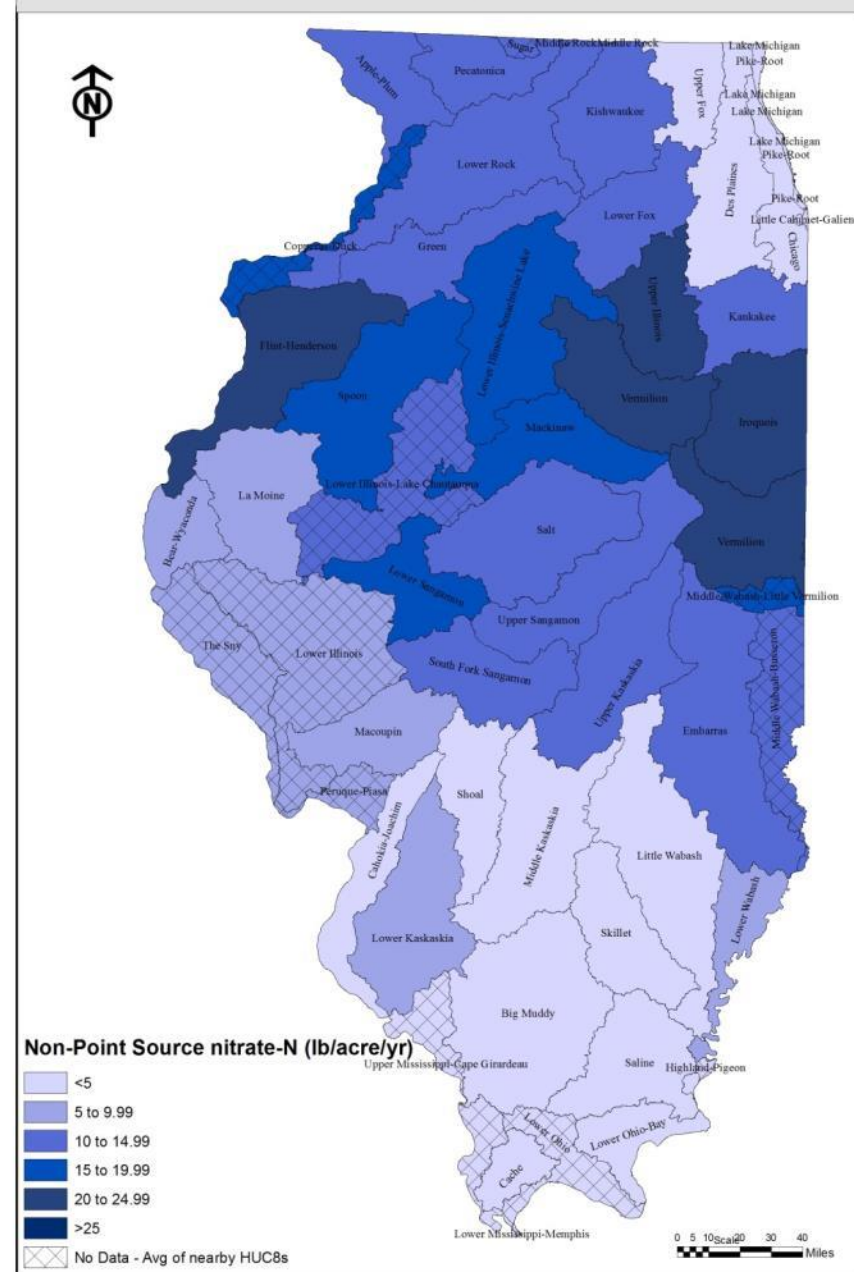 N
Sugar
Middle Rock
Middle Rock
Apple-Plum
Pecatonica
Upper Fox
Lake Michigan
Pike-Root
Lake Michigan
Lake Michigan
Kishwaukee
Lower Rock
Lake Michigan
Pike-Root
Des Plaines
Pike-Root
Lower Fox
Little Calumet-Galien
Chicago
Copperas-Duck
Green
Upper Illinois
Lower Illinois-Senachwine Lake
Kankakee
Flint-Henderson
Spoon
Vermilion
Iroquois
Mackinaw
Lower Illinois-Lake Chautauqua
La Moine
Bear-Wyaconda
Salt
Vermilion
Lower Sangamon
Middle Wabash-Little Vermilion
Upper Sangamon
The Sny
Lower Illinois
South Fork Sangamon
Upper Kaskaskia
Middle Wabash-Busseron
Embarras
Macoupin
Peruque-Piasa
Shoal
Cahokia-Joachim
Middle Kaskaskia
Little Wabash
Lower Wabash
Skillet
Lower Kaskaskia
Big Muddy
Saline
Upper Mississippi-Cape Girardeau
Highland-Pigeon
Lower Ohio
Lower Ohio-Bay
Cache
Lower Mississippi-Memphis
Non-Point Source nitrate-N (lb/acre/yr)
<5
5 to 9.99
10 to 14.99
15 to 19.99
20 to 24.99
>25
No Data - Avg of nearby HUC8s
Scale
0 5 10 20 30 40
Miles